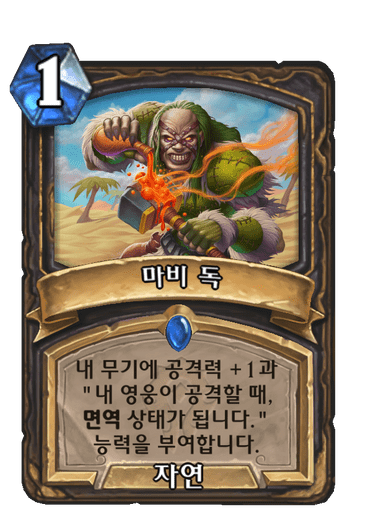 1
마비 독
내 무기에 공격력 +1과
"내 영웅이 공격할 때,
면역 상태가 됩니다."
능력을 부여합니다.
자연